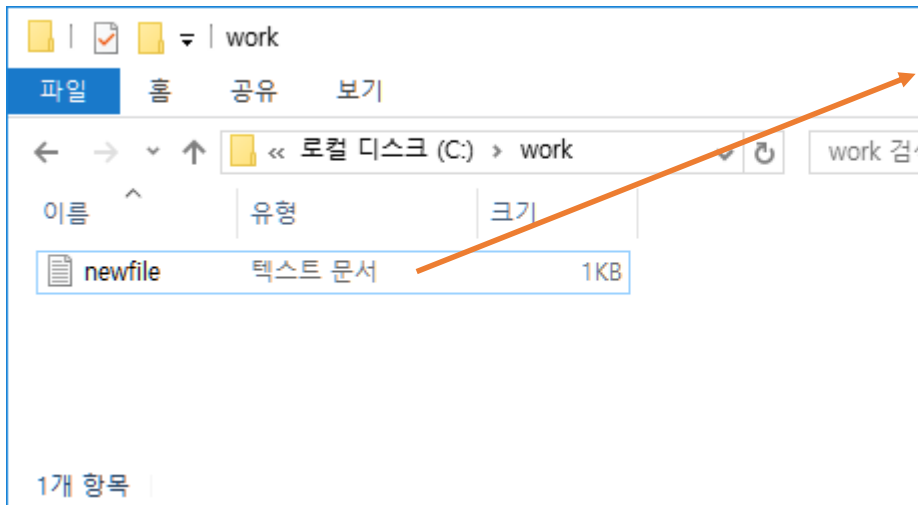 work
파일 홈 공유 보기
« 로컬 디스크 (C:) › work work
이름 유형 크기
newfile 텍스트 문서 1KB
1개 항목